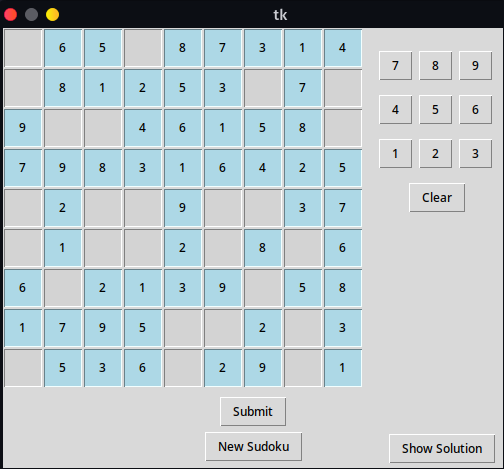 tk
6 5 8 7 3 1 4
7 8 9
8 1 2 5 3 7
9 4 6 1 5 8
4 5 6
7 9 8 3 1 6 4 2 5
1 2 3
2 9 3 7
Clear
1 2 8 6
6 2 1 3 9 5 8
1 7 9 5 2 3
5 3 6 2 9 1
Submit
New Sudoku
Show Solution